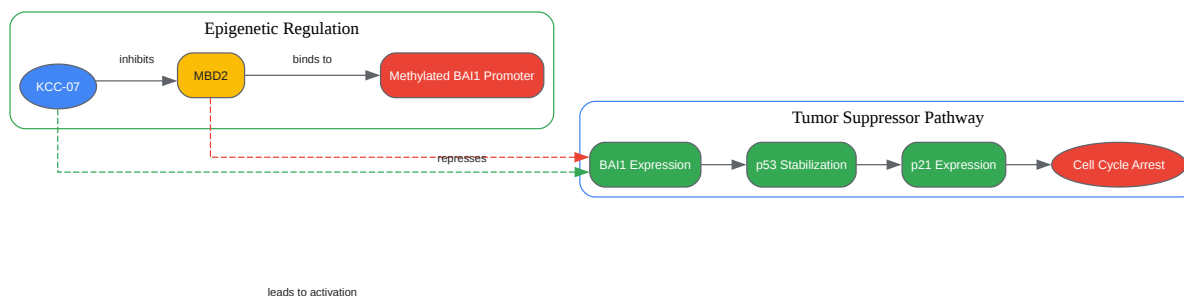 Epigenetic Regulation
inhibits
binds to
KCC-07
MBD2
Methylated BAI1 Promoter
Tumor Suppressor Pathway
represses
BAI1 Expression
p53 Stabilization
p21 Expression
Cell Cycle Arrest
leads to activation